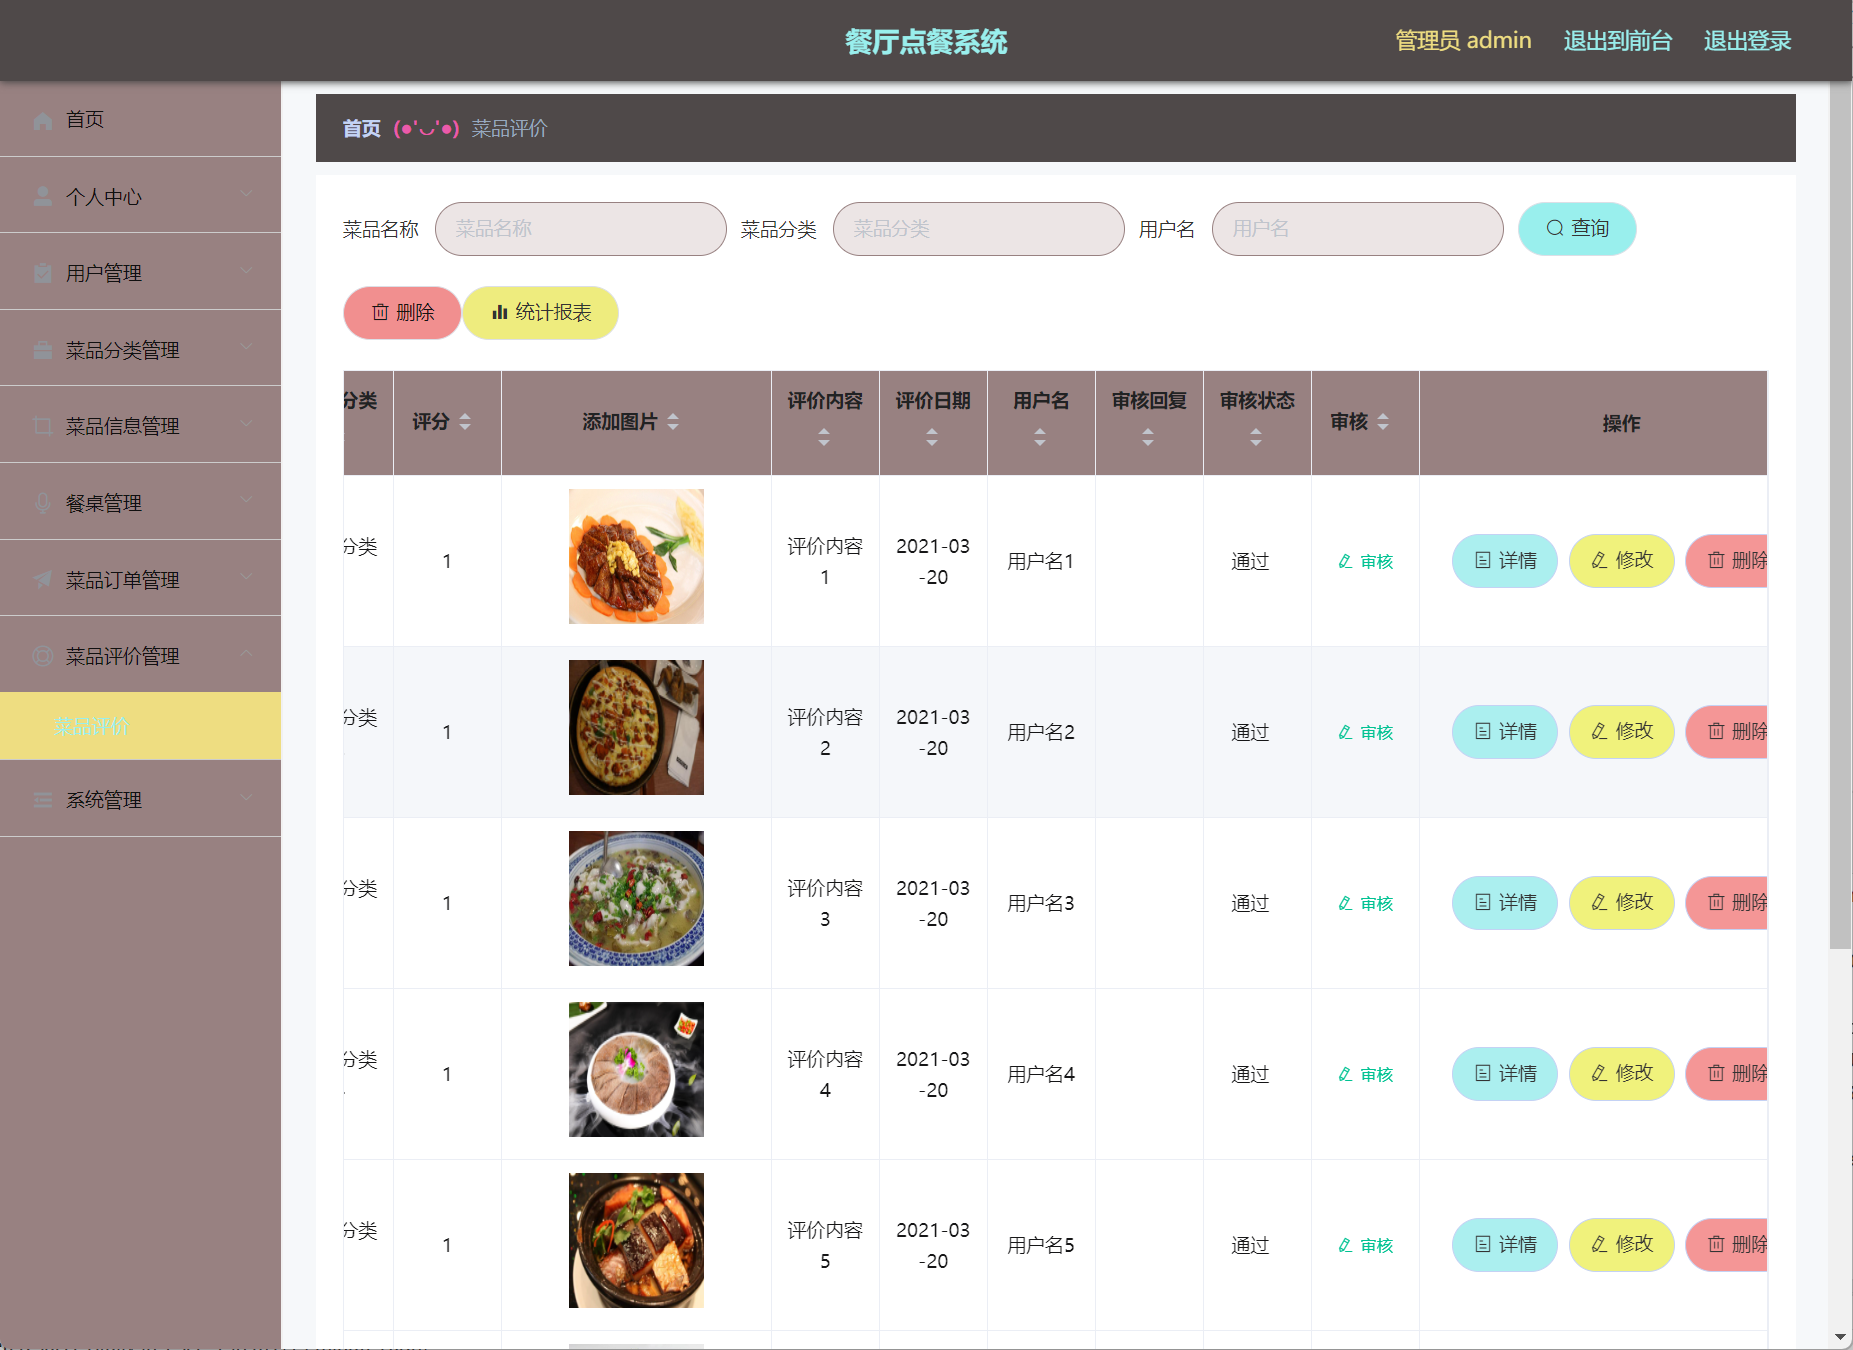 餐厅点餐系统
管理员 admin
退出到前台
退出登录
首页
个人中心
用户管理
菜品分类管理
菜品信息管理
餐桌管理
菜品订单管理
菜品评价管理
菜品评价
系统管理
首页 (●'◡'●) 菜品评价
菜品名称 菜品名称 菜品分类 菜品分类 用户名 用户名 查询
删除 统计报表
分类 评分 添加图片 评价内容 评价日期 用户名 审核回复 审核状态 审核 操作
分类 1 评价内容1 2021-03-20 用户名1 通过 审核 详情 修改 删除
分类 1 评价内容2 2021-03-20 用户名2 通过 审核 详情 修改 删除
分类 1 评价内容3 2021-03-20 用户名3 通过 审核 详情 修改 删除
分类 1 评价内容4 2021-03-20 用户名4 通过 审核 详情 修改 删除
分类 1 评价内容5 2021-03-20 用户名5 通过 审核 详情 修改 删除